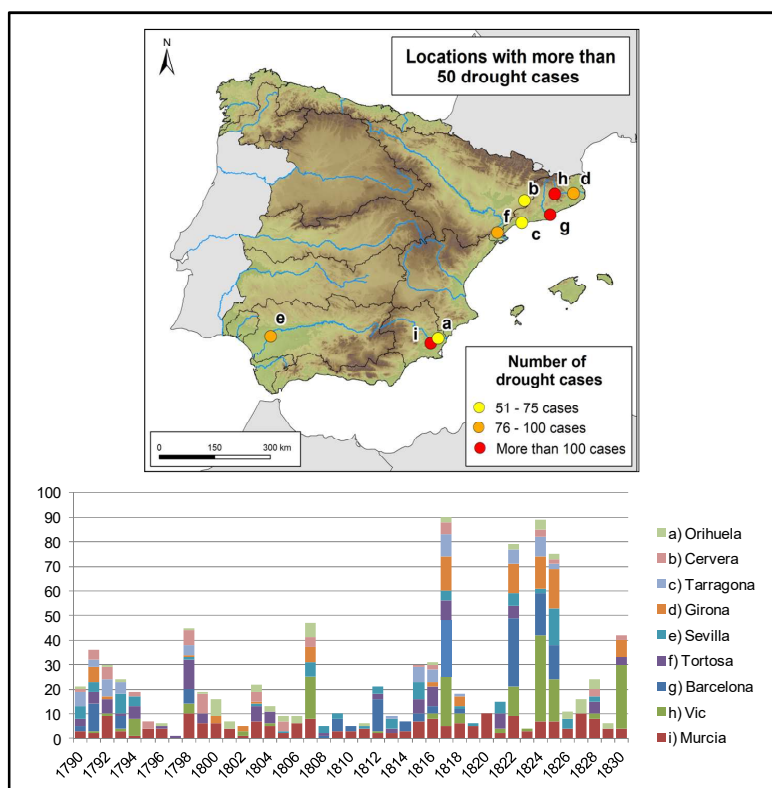 N
Locations with more than
50 drought cases
b
h
d
f
c
g
e
i
a
Number of
drought cases
51 - 75 cases
76 - 100 cases
More than 100 cases
0 150 300 km
100
90
80
70
60
50
40
30
20
10
0
1790 1792 1794 1796 1798 1800 1802 1804 1806 1808 1810 1812 1814 1816 1818 1820 1822 1824 1826 1828 1830
a) Orihuela
b) Cervera
c) Tarragona
d) Girona
e) Sevilla
f) Tortosa
g) Barcelona
h) Vic
i) Murcia